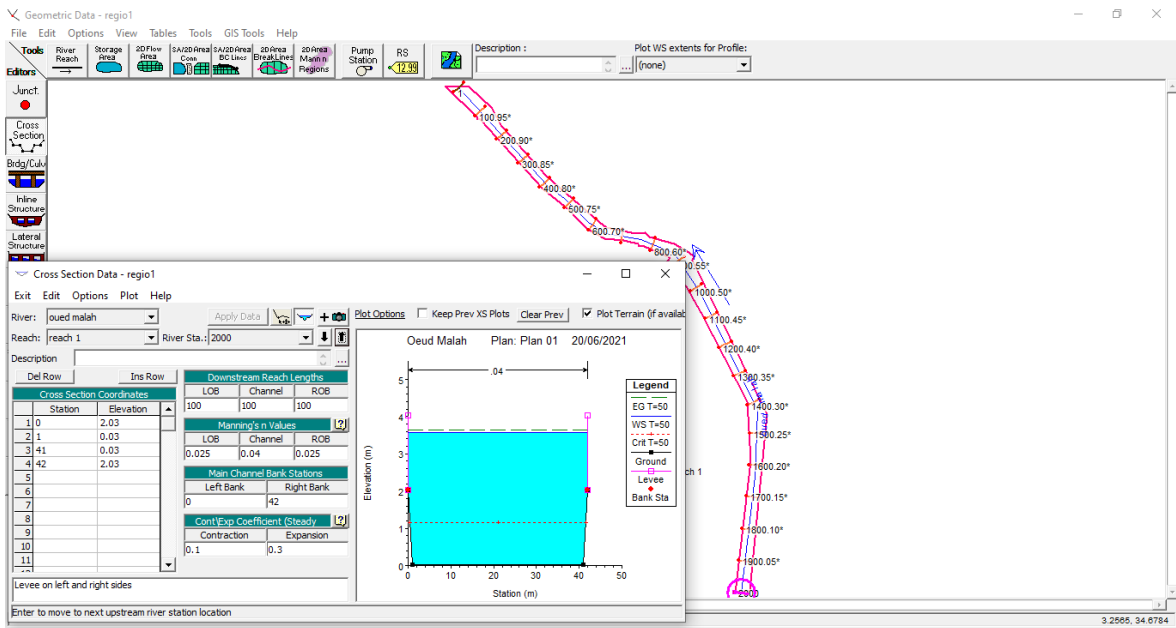 Geometric Data - regio1
File Edit Options View Tables Tools GIS Tools Help
Tools
Editors
River Reach
Storage Area
2D Flow Area
SA/2D Area Conn
SA/2D Area BC Lines
2D Area BreakLines
2D Area Mann n Regions
Pump Station
RS
12.99
Description :
...
Plot WS extents for Profile:
(none)
Junct.
Cross Section
Brdg/Culv
Inline Structure
Lateral Structure
1
100.95*
200.90*
300.85*
400.80*
500.75*
600.70*
800.60*
00.55*
1000.50*
1100.45*
1200.40*
1300.35*
1400.30*
1500.25*
1600.20*
1700.15*
1800.10*
1900.05*
2000
ch 1
Cross Section Data - regio1
Exit Edit Options Plot Help
River: oued malah
Apply Data
Plot Options
Keep Prev XS Plots
Clear Prev
Plot Terrain (if availab
Reach: reach 1
River Sta.: 2000
Description
...
Del Row
Ins Row
Cross Section Coordinates
Station Elevation
1 0 2.03
2 1 0.03
3 41 0.03
4 42 2.03
5
6
7
8
9
10
11
Downstream Reach Lengths
LOB Channel ROB
100 100 100
Manning's n Values
?
LOB Channel ROB
0.025 0.04 0.025
Main Channel Bank Stations
Left Bank Right Bank
0 42
Cont\Exp Coefficient (Steady
?
Contraction Expansion
0.1 0.3
Levee on left and right sides
Enter to move to next upstream river station location
Oeud Malah Plan: Plan 01 20/06/2021
.04
Elevation (m)
5
4
3
2
1
0
0 10 20 30 40 50
Station (m)
Legend
EG T=50
WS T=50
Crit T=50
Ground
Levee
Bank Sta
3.2565, 34.6784